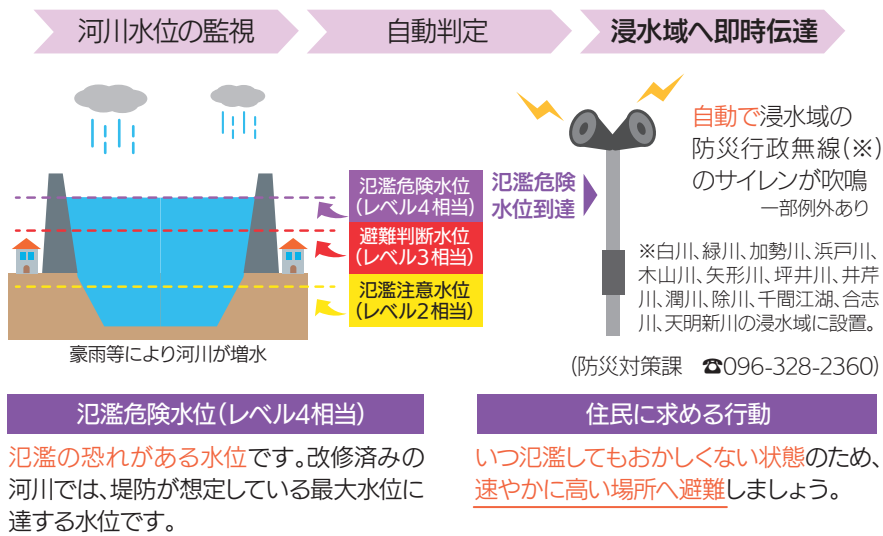 河川水位の監視
自動判定
浸水域へ即時伝達
氾濫危険水位
(レベル4相当)
避難判断水位
(レベル3相当)
氾濫注意水位
(レベル2相当)
豪雨等により河川が増水
氾濫危険
水位到達
自動で浸水域の
防災行政無線(※)
のサイレンが吹鳴
一部例外あり
※白川、緑川、加勢川、浜戸川、
木山川、矢形川、坪井川、井芹
川、潤川、除川、千間江湖、合志
川、天明新川の浸水域に設置。
(防災対策課 ☎096-328-2360)
氾濫危険水位(レベル4相当)
氾濫の恐れがある水位です。改修済みの
河川では、堤防が想定している最大水位に
達する水位です。
住民に求める行動
いつ氾濫してもおかしくない状態のため、
速やかに高い場所へ避難しましょう。